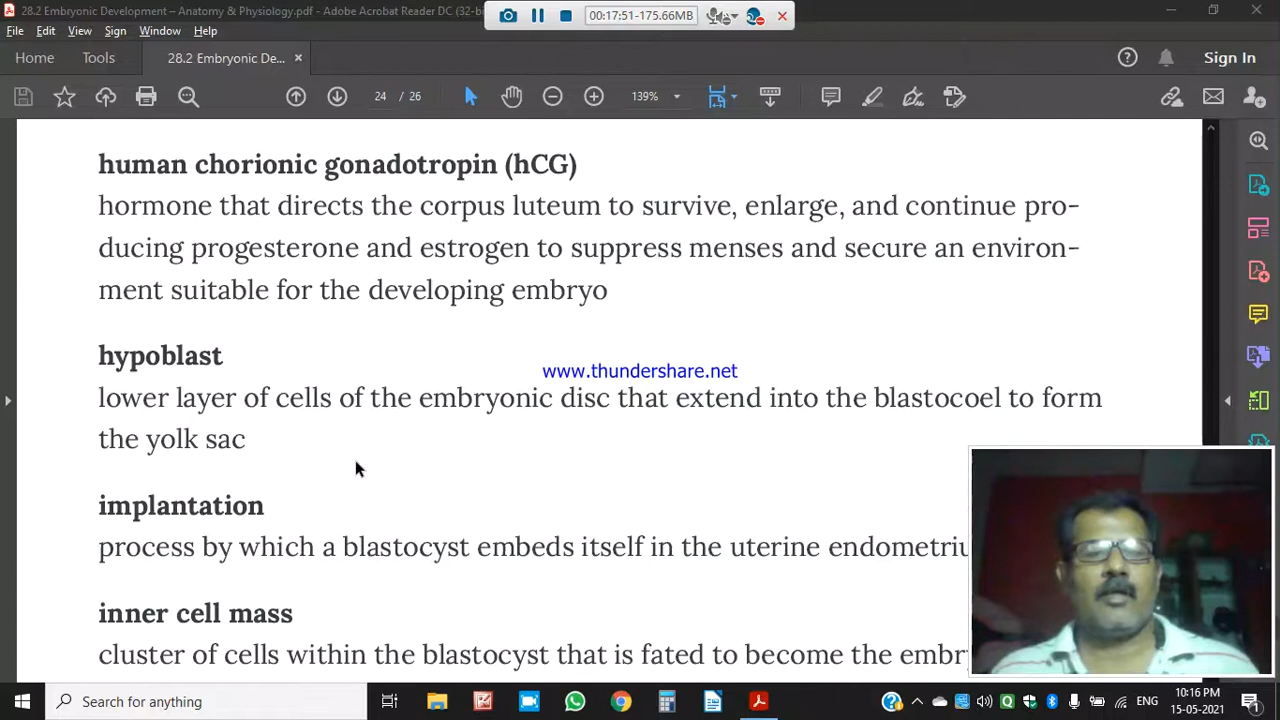 28.2 Embryonic Development – Anatomy & Physiology.pdf - Adobe Acrobat Reader DC (32-bi
00:17:51-175.66MB
File Edit View Sign Window Help
Home Tools 28.2 Embryonic De... × Sign In
24 / 26 139%
human chorionic gonadotropin (hCG)
hormone that directs the corpus luteum to survive, enlarge, and continue pro-
ducing progesterone and estrogen to suppress menses and secure an environ-
ment suitable for the developing embryo
hypoblast
www.thundershare.net
lower layer of cells of the embryonic disc that extend into the blastocoel to form
the yolk sac
implantation
process by which a blastocyst embeds itself in the uterine endometriu
inner cell mass
cluster of cells within the blastocyst that is fated to become the embry
Search for anything
ENG
10:16 PM
15-05-2021